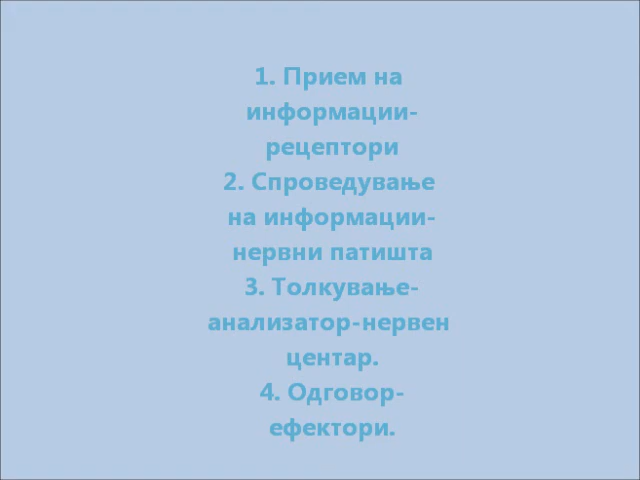 1. Прием на
информации-
рецептори
2. Спроведување
на информации-
нервни патишта
3. Толкување-
анализатор-нервен
центар.
4. Одговор-
ефектори.